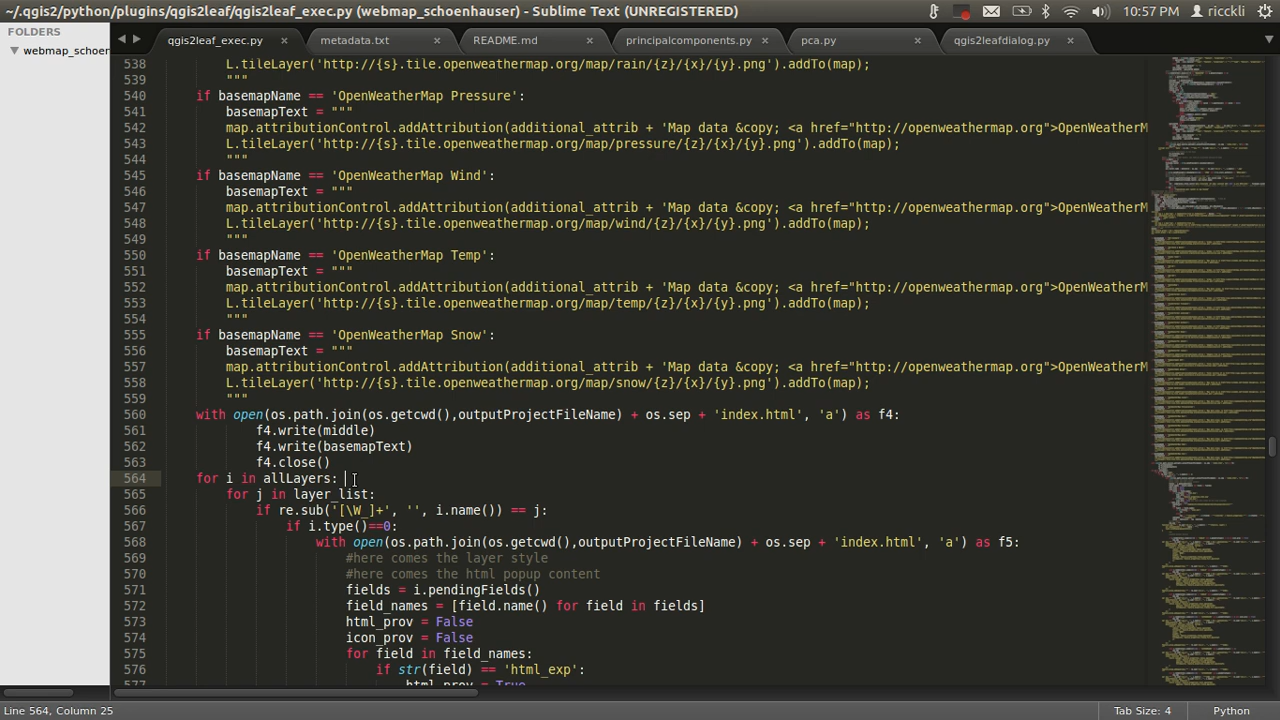 ~/.qgis2/python/plugins/qgis2leaf/qgis2leaf_exec.py (webmap_schoenhauser) - Sublime Text (UNREGISTERED)
10:57 PM ricckli
FOLDERS
webmap_schoen
qgis2leaf_exec.py × metadata.txt × README.md × principalcomponents.py × pca.py × qgis2leafdialog.py ×
538 L.tileLayer('http://{s}.tile.openweathermap.org/map/rain/{z}/{x}/{y}.png').addTo(map);
539 """
540 if basemapName == 'OpenWeatherMap Pressure':
541 basemapText = """
542 map.attributionControl.addAttribution(additional_attrib + 'Map data &copy; <a href="http://openweathermap.org">OpenWeatherM
543 L.tileLayer('http://{s}.tile.openweathermap.org/map/pressure/{z}/{x}/{y}.png').addTo(map);
544 """
545 if basemapName == 'OpenWeatherMap Wind':
546 basemapText = """
547 map.attributionControl.addAttribution(additional_attrib + 'Map data &copy; <a href="http://openweathermap.org">OpenWeatherM
548 L.tileLayer('http://{s}.tile.openweathermap.org/map/wind/{z}/{x}/{y}.png').addTo(map);
549 """
550 if basemapName == 'OpenWeatherMap Temp':
551 basemapText = """
552 map.attributionControl.addAttribution(additional_attrib + 'Map data &copy; <a href="http://openweathermap.org">OpenWeatherM
553 L.tileLayer('http://{s}.tile.openweathermap.org/map/temp/{z}/{x}/{y}.png').addTo(map);
554 """
555 if basemapName == 'OpenWeatherMap Snow':
556 basemapText = """
557 map.attributionControl.addAttribution(additional_attrib + 'Map data &copy; <a href="http://openweathermap.org">OpenWeatherM
558 L.tileLayer('http://{s}.tile.openweathermap.org/map/snow/{z}/{x}/{y}.png').addTo(map);
559 """
560 with open(os.path.join(os.getcwd(),outputProjectFileName) + os.sep + 'index.html', 'a') as f4:
561 f4.write(middle)
562 f4.write(basemapText)
563 f4.close()
564 for i in allLayers:
565 for j in layer_list:
566 if re.sub('[\W_]+', '', i.name()) == j:
567 if i.type()==0:
568 with open(os.path.join(os.getcwd(),outputProjectFileName) + os.sep + 'index.html', 'a') as f5:
569 #here comes the layer style
570 #here comes the html popup content
571 fields = i.pendingFields()
572 field_names = [field.name() for field in fields]
573 html_prov = False
574 icon_prov = False
575 for field in field_names:
576 if str(field) == 'html_exp':
577 html_prov = True
Line 564, Column 25 Tab Size: 4 Python